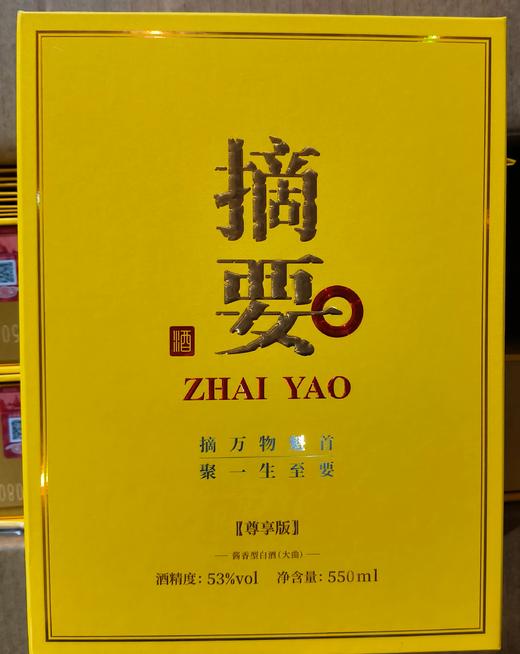 摘
要
酒
ZHAI YAO
摘万物魁首
聚一生至要
【尊享版】
酱香型白酒(大曲)
酒精度: 53%vol 净含量: 550ml